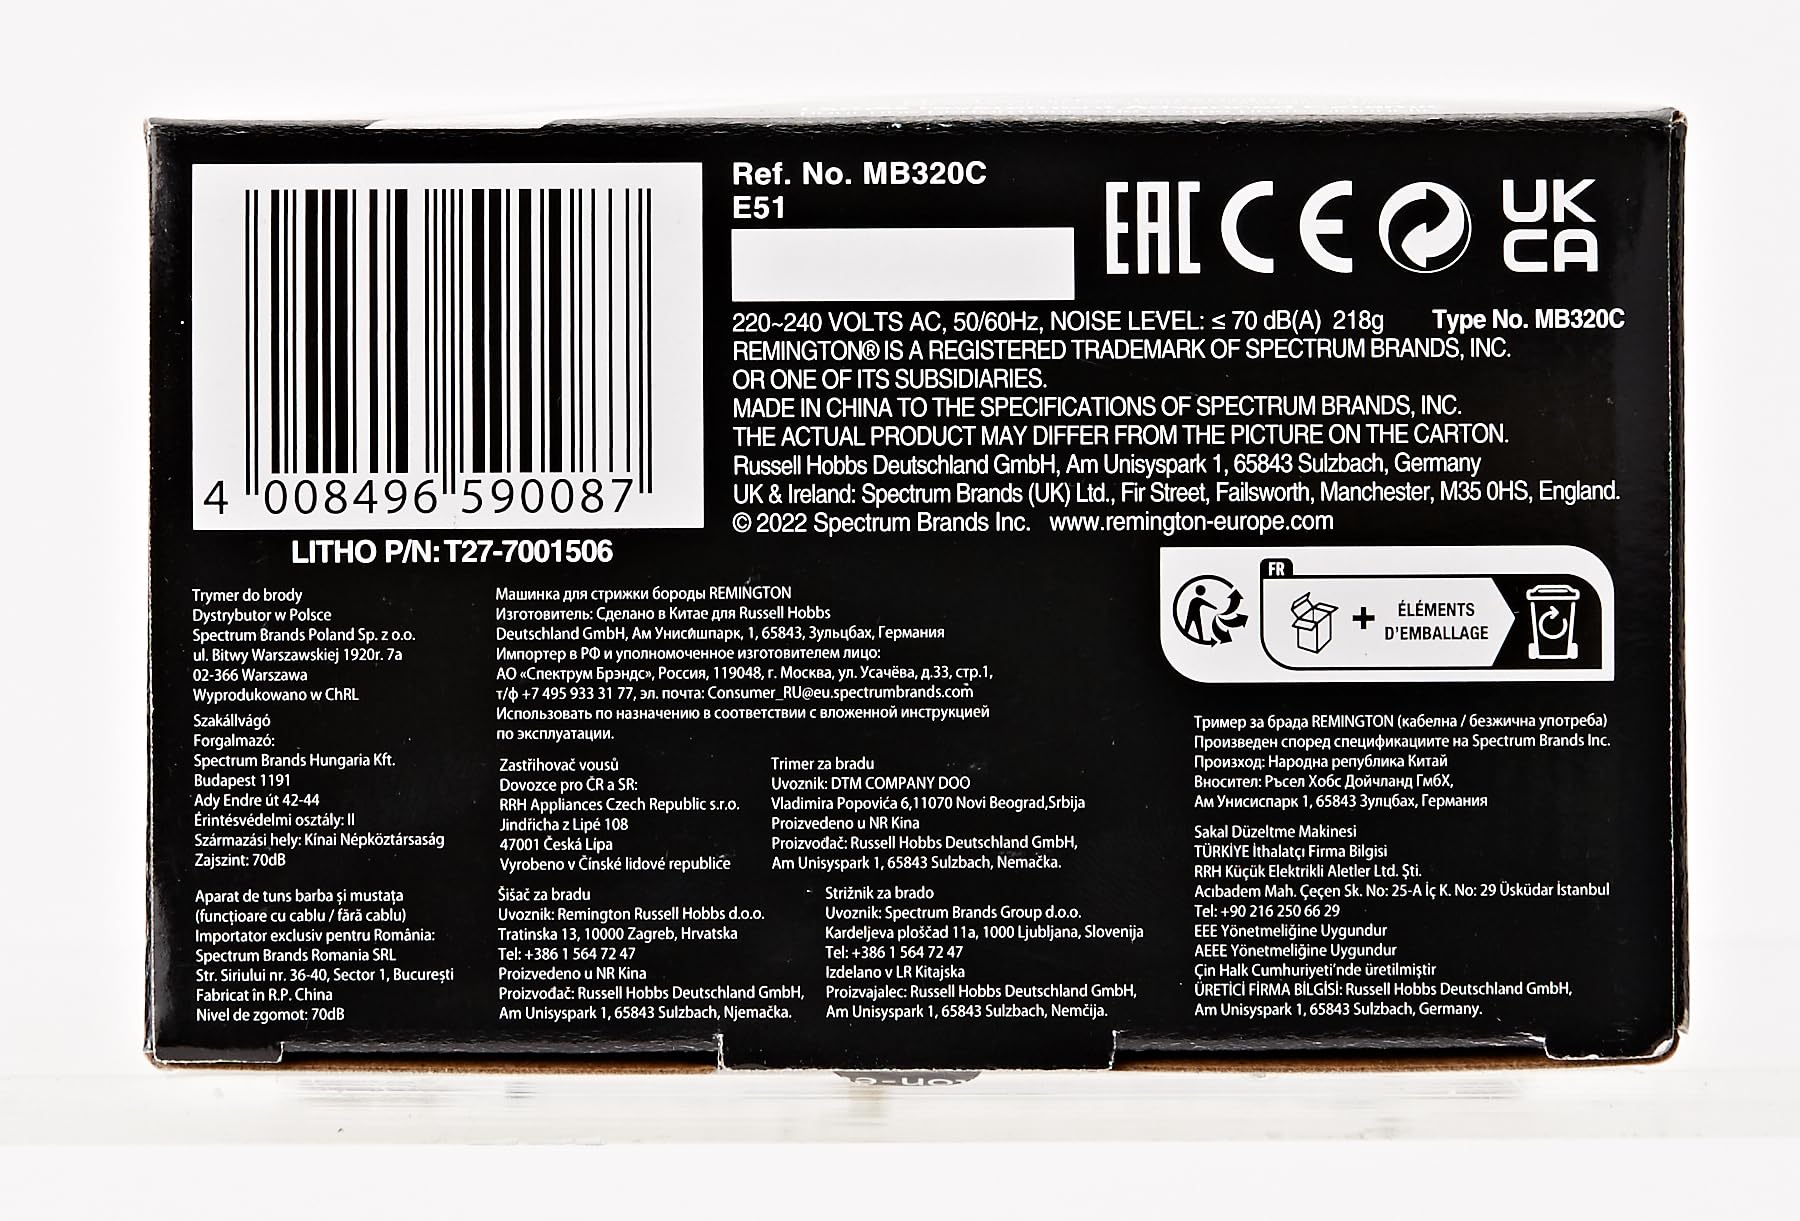 4 008496 590087
LITHO P/N: T27-7001506
Ref. No. MB320C
E51
EAC CE UK CA
220~240 VOLTS AC, 50/60Hz, NOISE LEVEL: ≤ 70 dB(A) 218g Type No. MB320C
REMINGTON® IS A REGISTERED TRADEMARK OF SPECTRUM BRANDS, INC.
OR ONE OF ITS SUBSIDIARIES.
MADE IN CHINA TO THE SPECIFICATIONS OF SPECTRUM BRANDS, INC.
THE ACTUAL PRODUCT MAY DIFFER FROM THE PICTURE ON THE CARTON.
Russell Hobbs Deutschland GmbH, Am Unisyspark 1, 65843 Sulzbach, Germany
UK & Ireland: Spectrum Brands (UK) Ltd., Fir Street, Failsworth, Manchester, M35 0HS, England.
© 2022 Spectrum Brands Inc. www.remington-europe.com
FR
+ ÉLÉMENTS
D'EMBALLAGE
Trymer do brody
Dystrybutor w Polsce
Spectrum Brands Poland Sp. z o.o.
ul. Bitwy Warszawskiej 1920r. 7a
02-366 Warszawa
Wyprodukowano w ChRL
Szakállvágó
Forgalmazó:
Spectrum Brands Hungaria Kft.
Budapest 1191
Ady Endre út 42-44
Érintésvédelmi osztály: II
Származási hely: Kínai Népköztársaság
Zajszint: 70dB
Aparat de tuns barba și mustața
(funcțioare cu cablu / fără cablu)
Importator exclusiv pentru România:
Spectrum Brands Romania SRL
Str. Siriului nr. 36-40, Sector 1, București
Fabricat în R.P. China
Nivel de zgomot: 70dB
Машинка для стрижки бороды REMINGTON
Изготовитель: Сделано в Китае для Russell Hobbs
Deutschland GmbH, Ам Унисишпарк, 1, 65843, Зульцбах, Германия
Импортер в РФ и уполномоченное изготовителем лицо:
АО «Спектрум Брэндс», Россия, 119048, г. Москва, ул. Усачёва, д.33, стр.1,
т/ф +7 495 933 31 77, эл. почта: Consumer_RU@eu.spectrumbrands.com
Использовать по назначению в соответствии с вложенной инструкцией
по эксплуатации.
Zastřihovač vousů
Dovozce pro ČR a SR:
RRH Appliances Czech Republic s.r.o.
Jindřicha z Lipé 108
47001 Česká Lípa
Vyrobeno v Čínské lidové republice
Trimer za bradu
Uvoznik: DTM COMPANY DOO
Vladimira Popovića 6,11070 Novi Beograd,Srbija
Proizvedeno u NR Kina
Proizvođač: Russell Hobbs Deutschland GmbH,
Am Unisyspark 1, 65843 Sulzbach, Nemačka.
Šišač za bradu
Uvoznik: Remington Russell Hobbs d.o.o.
Tratinska 13, 10000 Zagreb, Hrvatska
Tel: +386 1 564 72 47
Proizvedeno u NR Kina
Proizvođač: Russell Hobbs Deutschland GmbH,
Am Unisyspark 1, 65843 Sulzbach, Njemačka.
Strižnik za brado
Uvoznik: Spectrum Brands Group d.o.o.
Kardeljeva ploščad 11a, 1000 Ljubljana, Slovenija
Tel: +386 1 564 72 47
Izdelano v LR Kitajska
Proizvajalec: Russell Hobbs Deutschland GmbH,
Am Unisyspark 1, 65843 Sulzbach, Nemčija.
Тример за брада REMINGTON (кабелна / безжична употреба)
Произведен според спецификациите на Spectrum Brands Inc.
Произход: Народна република Китай
Вносител: Ръсел Хобс Дойчланд ГмбХ,
Ам Унисиспарк 1, 65843 Зулцбах, Германия
Sakal Düzeltme Makinesi
TÜRKİYE İthalatçı Firma Bilgisi
RRH Küçük Elektrikli Aletler Ltd. Şti.
Acıbadem Mah. Çeçen Sk. No: 25-A İç K. No: 29 Üsküdar İstanbul
Tel: +90 216 250 66 29
EEE Yönetmeliğine Uygundur
AEEE Yönetmeliğine Uygundur
Çin Halk Cumhuriyeti'nde üretilmiştir
ÜRETİCİ FİRMA BİLGİSİ: Russell Hobbs Deutschland GmbH,
Am Unisyspark 1, 65843 Sulzbach, Germany.